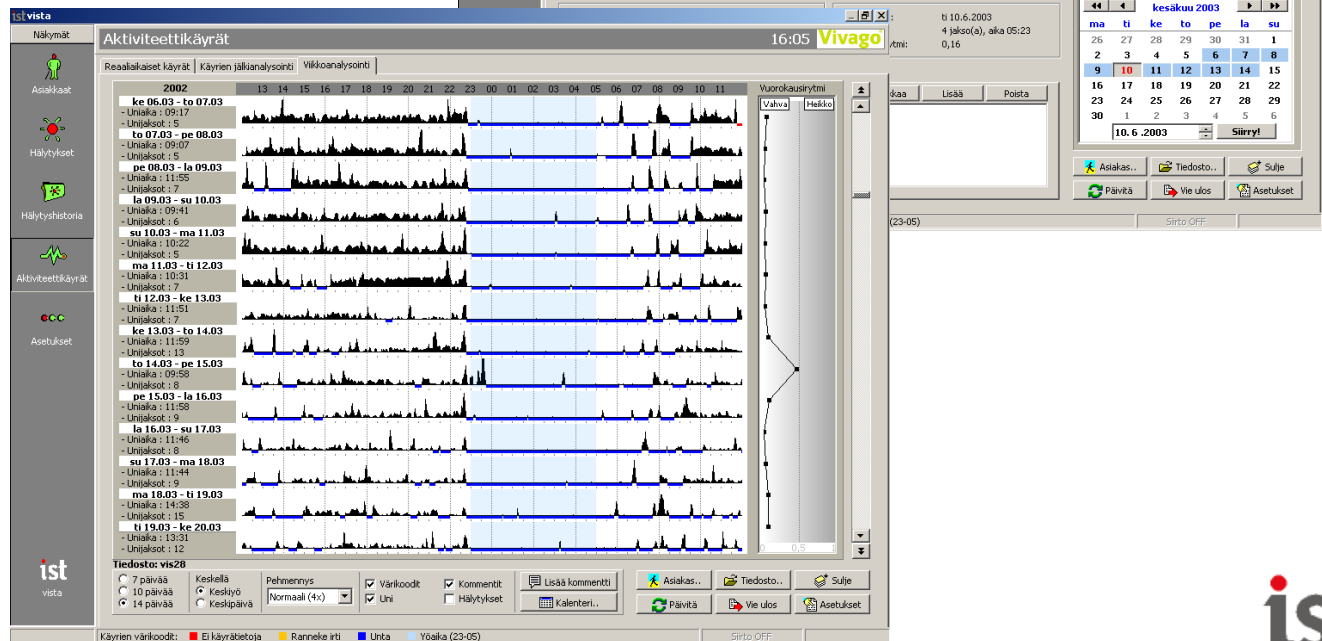 ist vista
Näkymät
Asiakkaat
Hälytykset
Hälytyshistoria
Aktiviteettikäyrät
Asetukset
ist
vista
Aktiviteettikäyrät 16:05 Vivago
Reaaliaikaiset käyrät Käyrien jälkianalysointi Viikkoanalysointi
2002 13 14 15 16 17 18 19 20 21 22 23 00 01 02 03 04 05 06 07 08 09 10 11
ke 06.03 - to 07.03
- Uniaika : 09:17
- Unijaksot : 5
to 07.03 - pe 08.03
- Uniaika : 09:07
- Unijaksot : 5
pe 08.03 - la 09.03
- Uniaika : 11:55
- Unijaksot : 7
la 09.03 - su 10.03
- Uniaika : 09:41
- Unijaksot : 6
su 10.03 - ma 11.03
- Uniaika : 10:22
- Unijaksot : 5
ma 11.03 - ti 12.03
- Uniaika : 10:31
- Unijaksot : 7
ti 12.03 - ke 13.03
- Uniaika : 11:51
- Unijaksot : 7
ke 13.03 - to 14.03
- Uniaika : 11:59
- Unijaksot : 13
to 14.03 - pe 15.03
- Uniaika : 09:58
- Unijaksot : 8
pe 15.03 - la 16.03
- Uniaika : 11:58
- Unijaksot : 9
la 16.03 - su 17.03
- Uniaika : 11:46
- Unijaksot : 8
su 17.03 - ma 18.03
- Uniaika : 11:44
- Unijaksot : 9
ma 18.03 - ti 19.03
- Uniaika : 14:38
- Unijaksot : 15
ti 19.03 - ke 20.03
- Uniaika : 13:31
- Unijaksot : 12
Vuorokausirytmi
Vahva Heikko
0 0,5 1
Tiedosto: vis28
7 päivää
10 päivää
14 päivää
Keskellä
Keskiyö
Keskipäivä
Pehmennys
Normaali (4x)
Värikoodit
Uni
Kommentit
Hälytykset
Lisää kommentti
Kalenteri..
Asiakas.. Tiedosto.. Sulje
Päivitä Vie ulos Asetukset
Käyrien värikoodit: Ei käyrätietoja Ranneke irti Unta Yöaika (23-05) Siirto OFF
: ti 10.6.2003
4 jakso(a), aika 05:23
ytmi: 0,16
kkaa Lisää Poista
kesäkuu 2003
ma ti ke to pe la su
26 27 28 29 30 31 1
2 3 4 5 6 7 8
9 10 11 12 13 14 15
16 17 18 19 20 21 22
23 24 25 26 27 28 29
30 1 2 3 4 5 6
10. 6 .2003 Siirry!
Asiakas.. Tiedosto.. Sulje
Päivitä Vie ulos Asetukset
(23-05) Siirto OFF
is